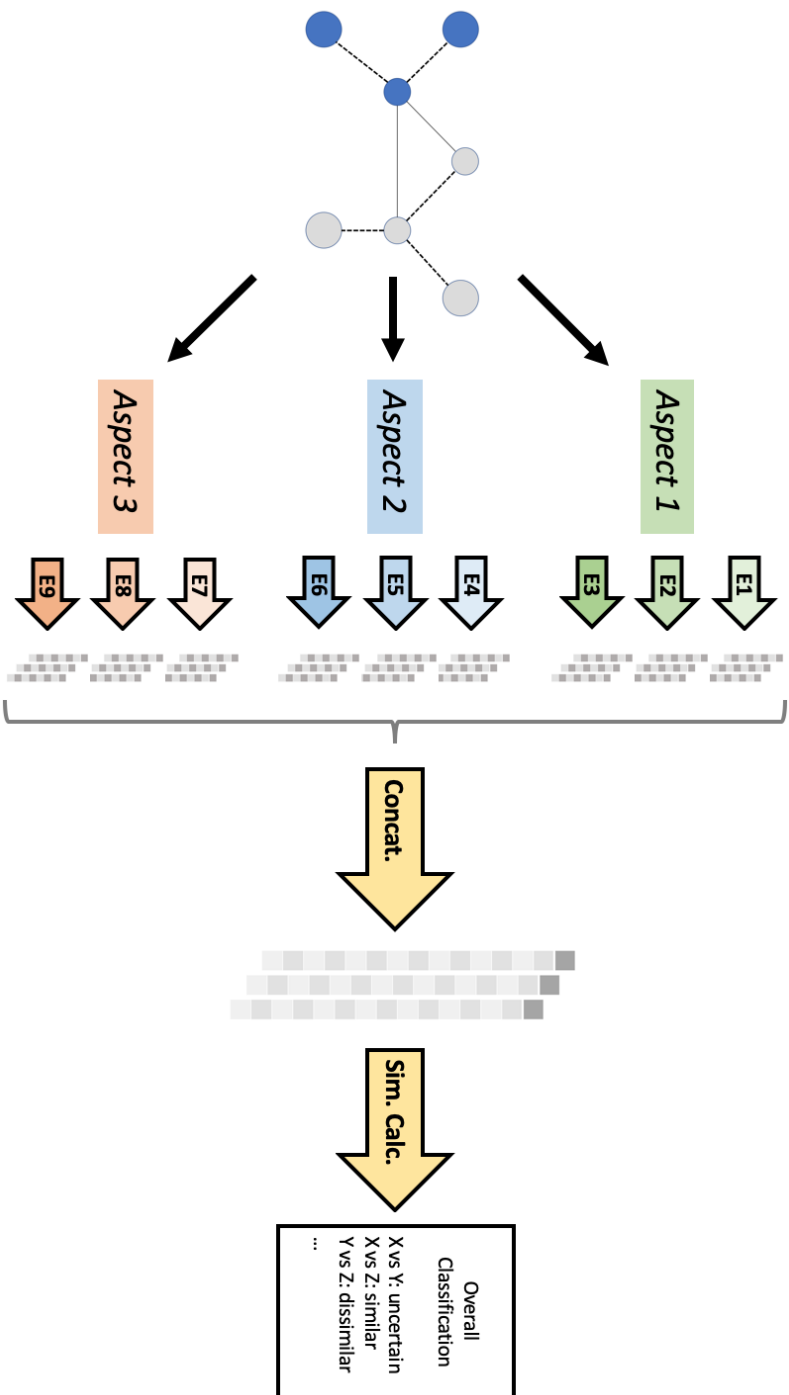 Aspect 1
Aspect 2
Aspect 3
E1
E2
E3
E4
E5
E6
E7
E8
E9
Concat.
Sim. Calc.
Overall
Classification
X vs Y: uncertain
X vs Z: similar
Y vs Z: dissimilar
...